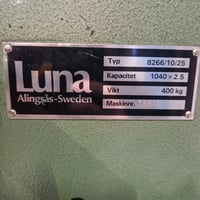 Luna
Alingsås-Sweden
Typ 8266/10/25
Kapacitet 1040 × 2.5
Vikt 400 kg
Maskinnr.